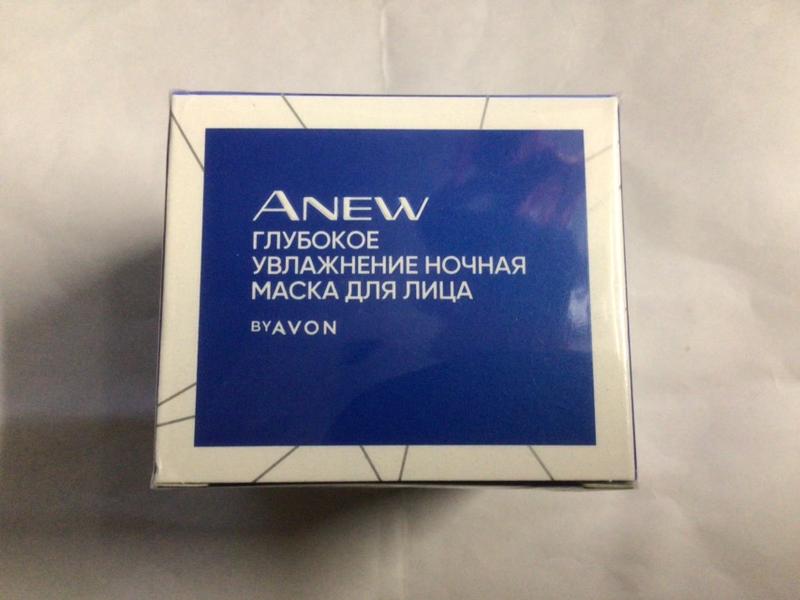 ANEW
ГЛУБОКОЕ
УВЛАЖНЕНИЕ НОЧНАЯ
МАСКА ДЛЯ ЛИЦА
BY AVON